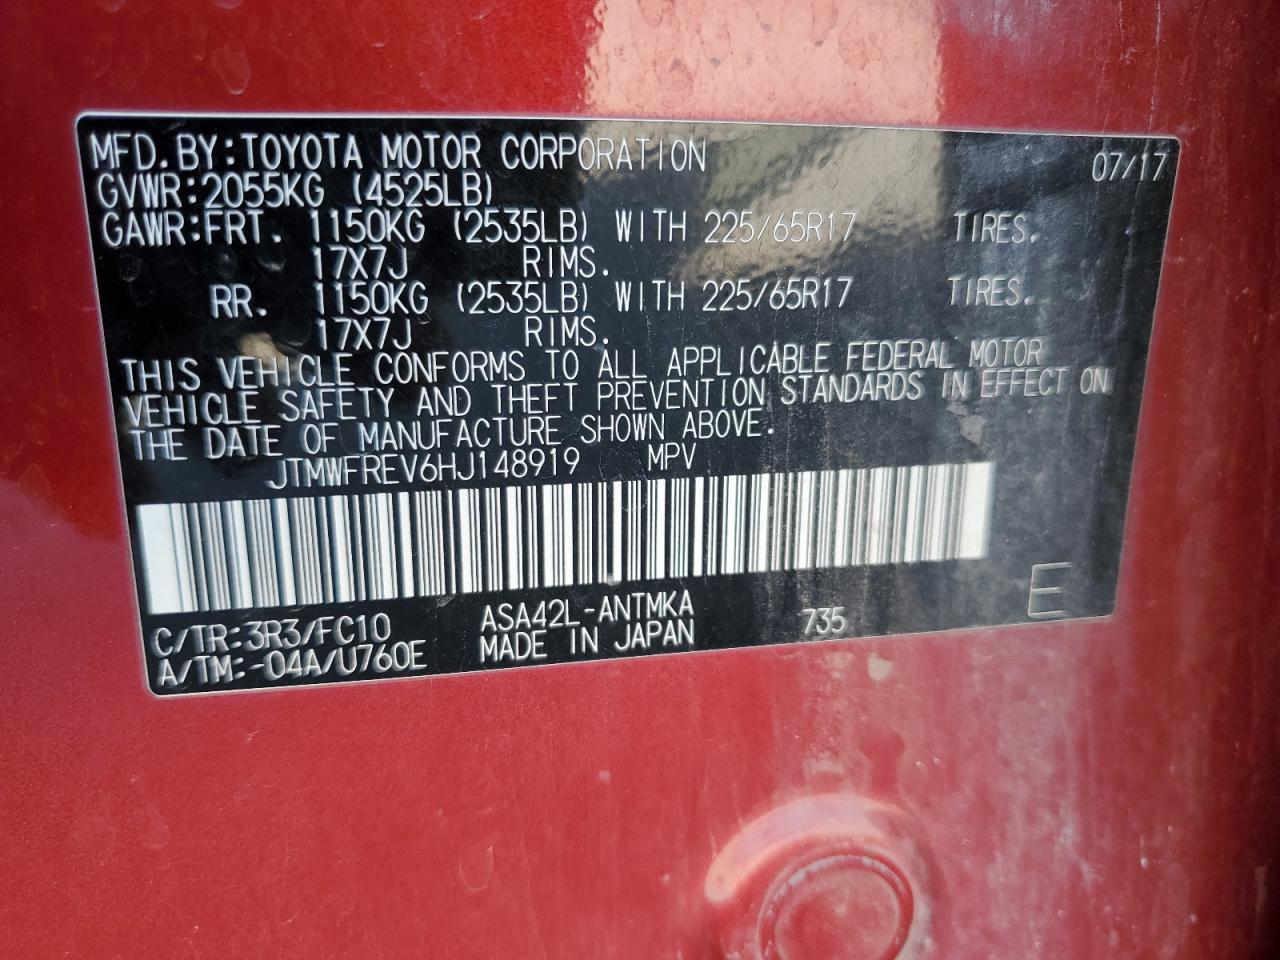 MFD.BY:TOYOTA MOTOR CORPORATION 07/17
GVWR:2055KG (4525LB)
GAWR:FRT. 1150KG (2535LB) WITH 225/65R17 TIRES.
17X7J RIMS.
RR. 1150KG (2535LB) WITH 225/65R17 TIRES.
17X7J RIMS.
THIS VEHICLE CONFORMS TO ALL APPLICABLE FEDERAL MOTOR
VEHICLE SAFETY AND THEFT PREVENTION STANDARDS IN EFFECT ON
THE DATE OF MANUFACTURE SHOWN ABOVE.
JTMWFREV6HJ148919 MPV
C/TR:3R3/FC10 ASA42L-ANTMKA 735 E
A/TM:-04A/U760E MADE IN JAPAN